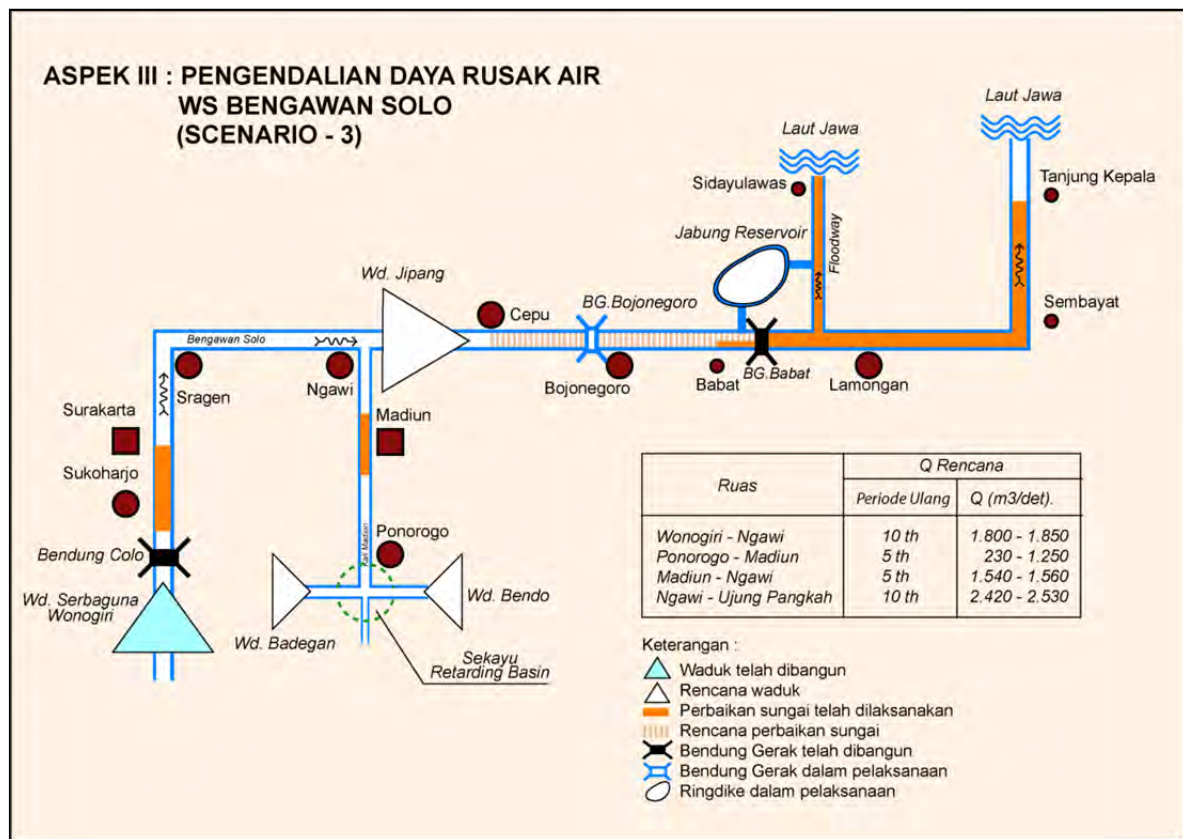 ASPEK III : PENGENDALIAN DAYA RUSAK AIR
WS BENGAWAN SOLO
(SCENARIO - 3)
Laut Jawa
Laut Jawa
Sidayulawas
Tanjung Kepala
Jabung Reservoir
Floodway
Wd. Jipang
BG.Bojonegoro
Cepu
Sembayat
Bengawan Solo
Sragen
Ngawi
Bojonegoro
Babat
BG.Babat
Lamongan
Surakarta
Madiun
Sukoharjo
Kali Madiun
Ponorogo
Bendung Colo
Wd. Serbaguna
Wonogiri
Wd. Bendo
Wd. Badegan
Sekayu
Retarding Basin
Ruas
Q Rencana
Periode Ulang
Q (m3/det).
Wonogiri - Ngawi 10 th 1.800 - 1.850
Ponorogo - Madiun 5 th 230 - 1.250
Madiun - Ngawi 5 th 1.540 - 1.560
Ngawi - Ujung Pangkah 10 th 2.420 - 2.530
Keterangan :
Waduk telah dibangun
Rencana waduk
Perbaikan sungai telah dilaksanakan
Rencana perbaikan sungai
Bendung Gerak telah dibangun
Bendung Gerak dalam pelaksanaan
Ringdike dalam pelaksanaan